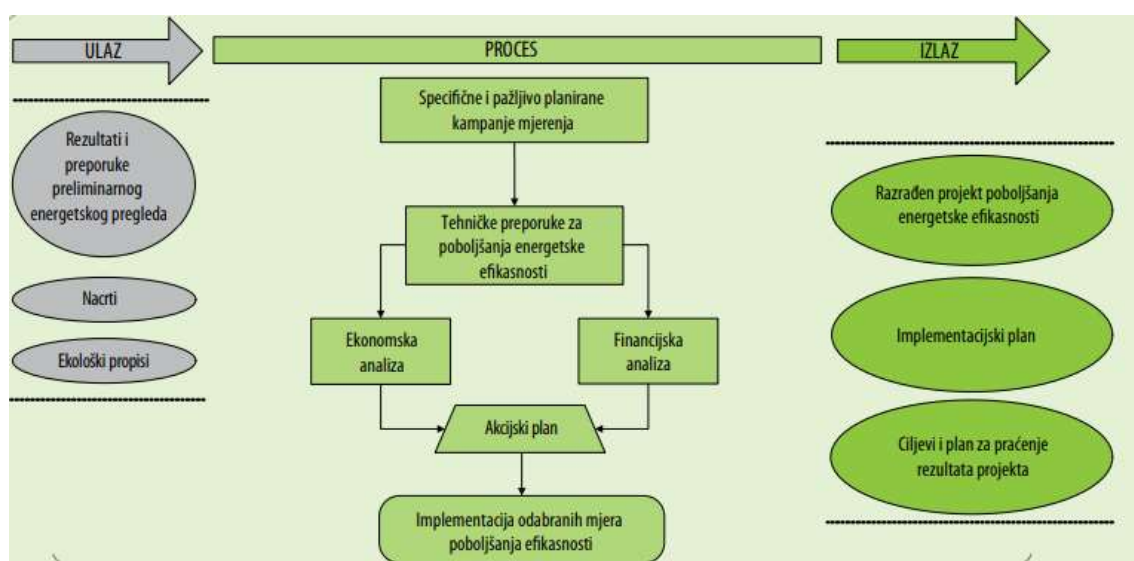 ULAZ
Rezultati i
preporuke
preliminarnog
energetskog pregleda
Nacrti
Ekološki propisi
PROCES
Specifične i pažljivo planirane
kampanje mjerenja
Tehničke preporuke za
poboljšanja energetske
efikasnosti
Ekonomska
analiza
Financijska
analiza
Akcijski plan
Implementacija odabranih mjera
poboljšanja efikasnosti
IZLAZ
Razrađen projekt poboljšanja
energetske efikasnosti
Implementacijski plan
Ciljevi i plan za praćenje
rezultata projekta